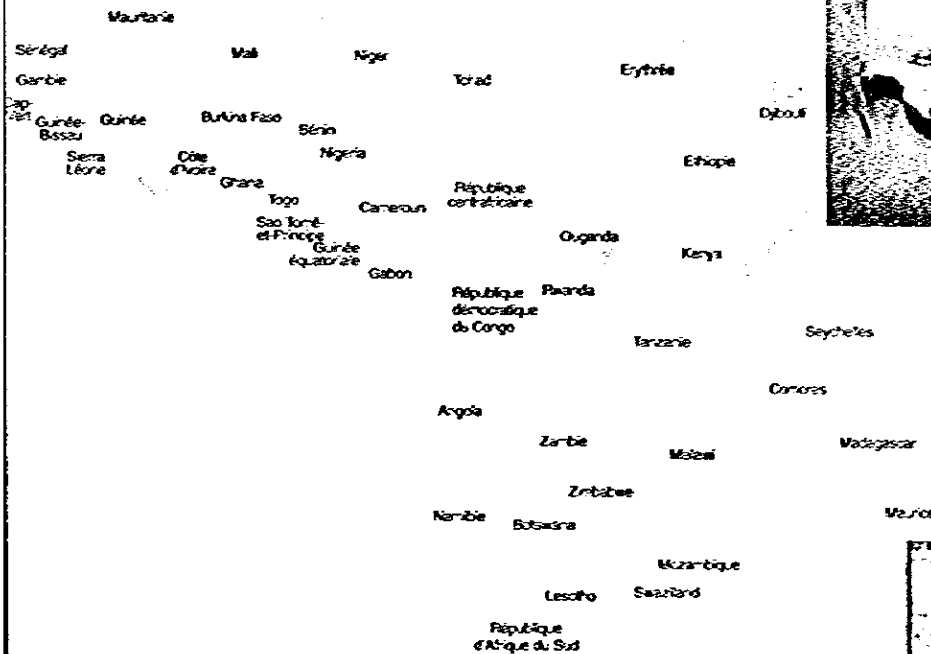 Mauritanie
Sénégal
Mali
Niger
Tchad
Erythrée
Gambie
Djibouti
Cap-
Vert
Guinée-
Bissau
Guinée
Burkina Faso
Bénin
Nigeria
Sierra
Léone
Côte
d'Ivoire
Ghana
Ethiopie
Togo
Cameroun
République
centrafricaine
Sao Tomé-
et-Principe
Guinée
équatoriale
Ouganda
Kenya
Gabon
République
démocratique
du Congo
Rwanda
Tanzanie
Seychelles
Comores
Angola
Zambie
Malawi
Madagascar
Zimbabwe
Namibie
Botswana
Maurice
Mozambique
Lesotho
Swaziland
République
d'Afrique du Sud